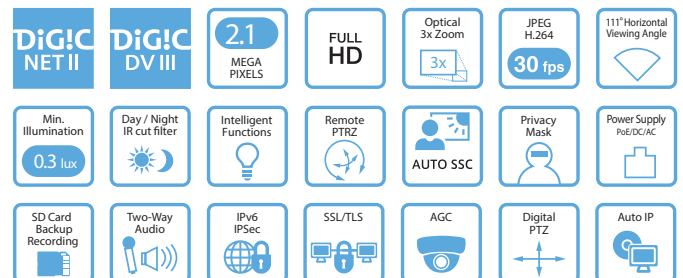 DiG!C
NET II
DiG!C
DV III
2.1
MEGA
PIXELS
FULL
HD
Optical
3x Zoom
3x
JPEG
H.264
30 fps
111° Horizontal
Viewing Angle
Min.
Illumination
0.3 lux
Day / Night
IR cut filter
Intelligent
Functions
Remote
PTRZ
AUTO SSC
Privacy
Mask
Power Supply
PoE/DC/AC
SD Card
Backup
Recording
Two-Way
Audio
IPv6
IPSec
SSL/TLS
AGC
Digital
PTZ
Auto IP